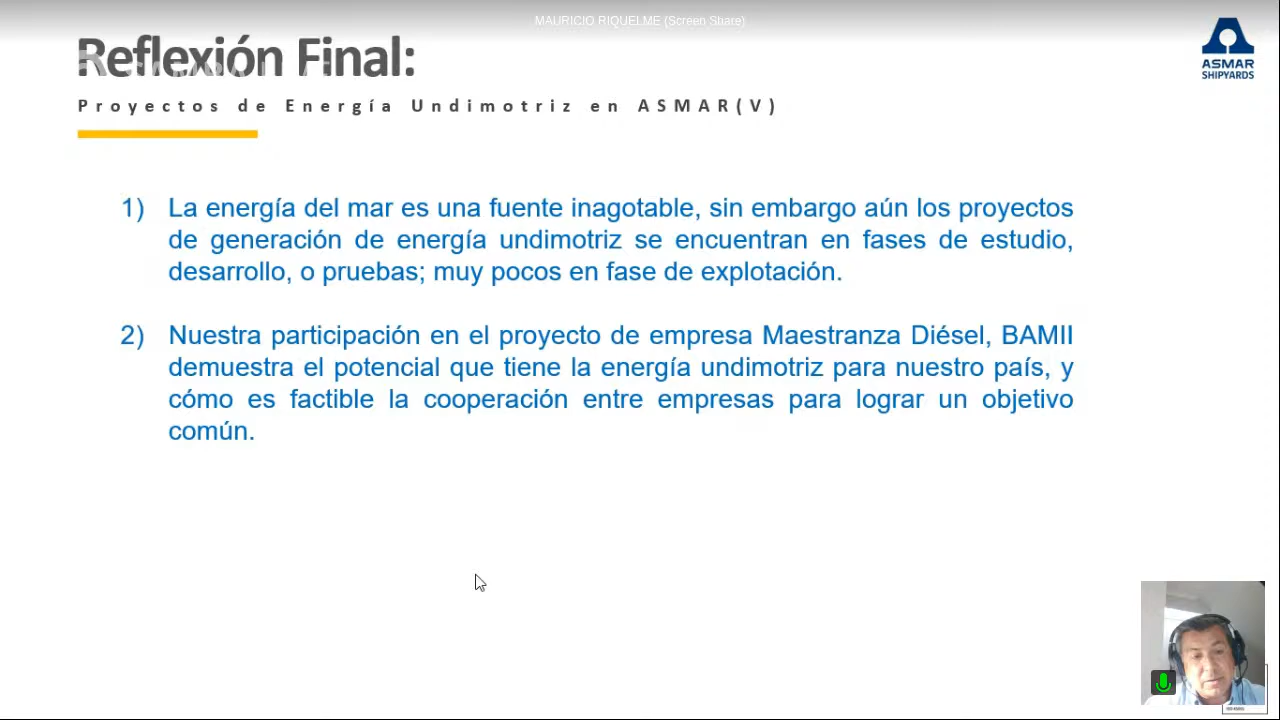 MAURICIO RIQUELME (Screen Share)
Reflexión Final:
Proyectos de Energía Undimotriz en ASMAR(V)
ASMAR
SHIPYARDS
1) La energía del mar es una fuente inagotable, sin embargo aún los proyectos
de generación de energía undimotriz se encuentran en fases de estudio,
desarrollo, o pruebas; muy pocos en fase de explotación.
2) Nuestra participación en el proyecto de empresa Maestranza Diésel, BAMII
demuestra el potencial que tiene la energía undimotriz para nuestro país, y
cómo es factible la cooperación entre empresas para lograr un objetivo
común.